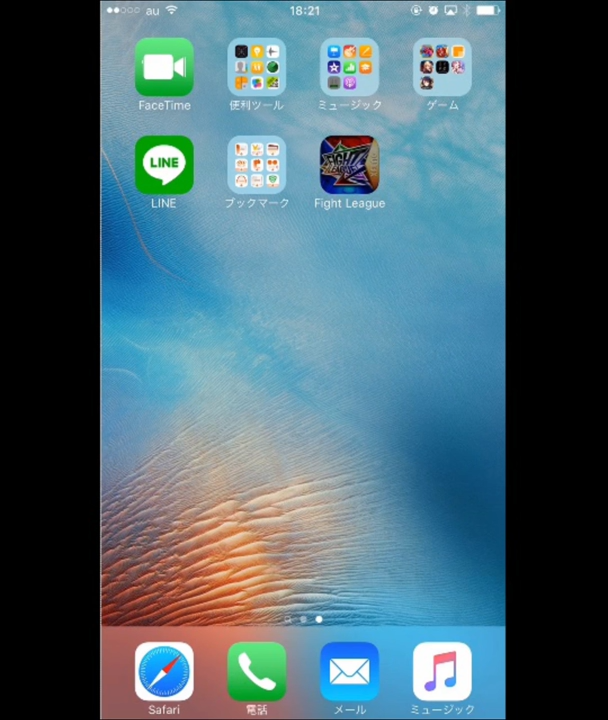 au 18:21
FaceTime 便利ツール ミュージック ゲーム
LINE
FIGHT LEAGUE
LINE ブックマーク Fight League
Safari 電話 メール ミュージック